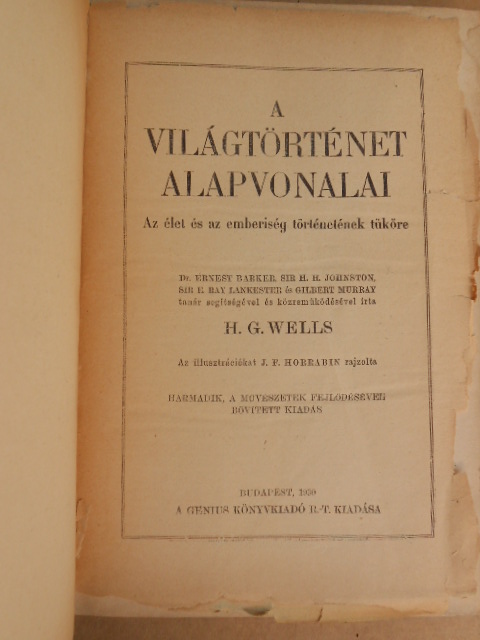 A
VILÁGTÖRTÉNET
ALAPVONALAI
Az élet és az emberiség történetének tüköre
Dr. ERNEST BARKER, SIR H. H. JOHNSTON,
SIR E. RAY LANKESTER és GILBERT MURRAY
tanár segítségével és közreműködésével írta
H. G. WELLS
Az illusztrációkat J. F. HORRABIN rajzolta
HARMADIK, A MŰVÉSZETEK FEJLŐDÉSÉVEL
BŐVÍTETT KIADÁS
BUDAPEST, 1930
A GENIUS KÖNYVKIADÓ R.-T. KIADÁSA